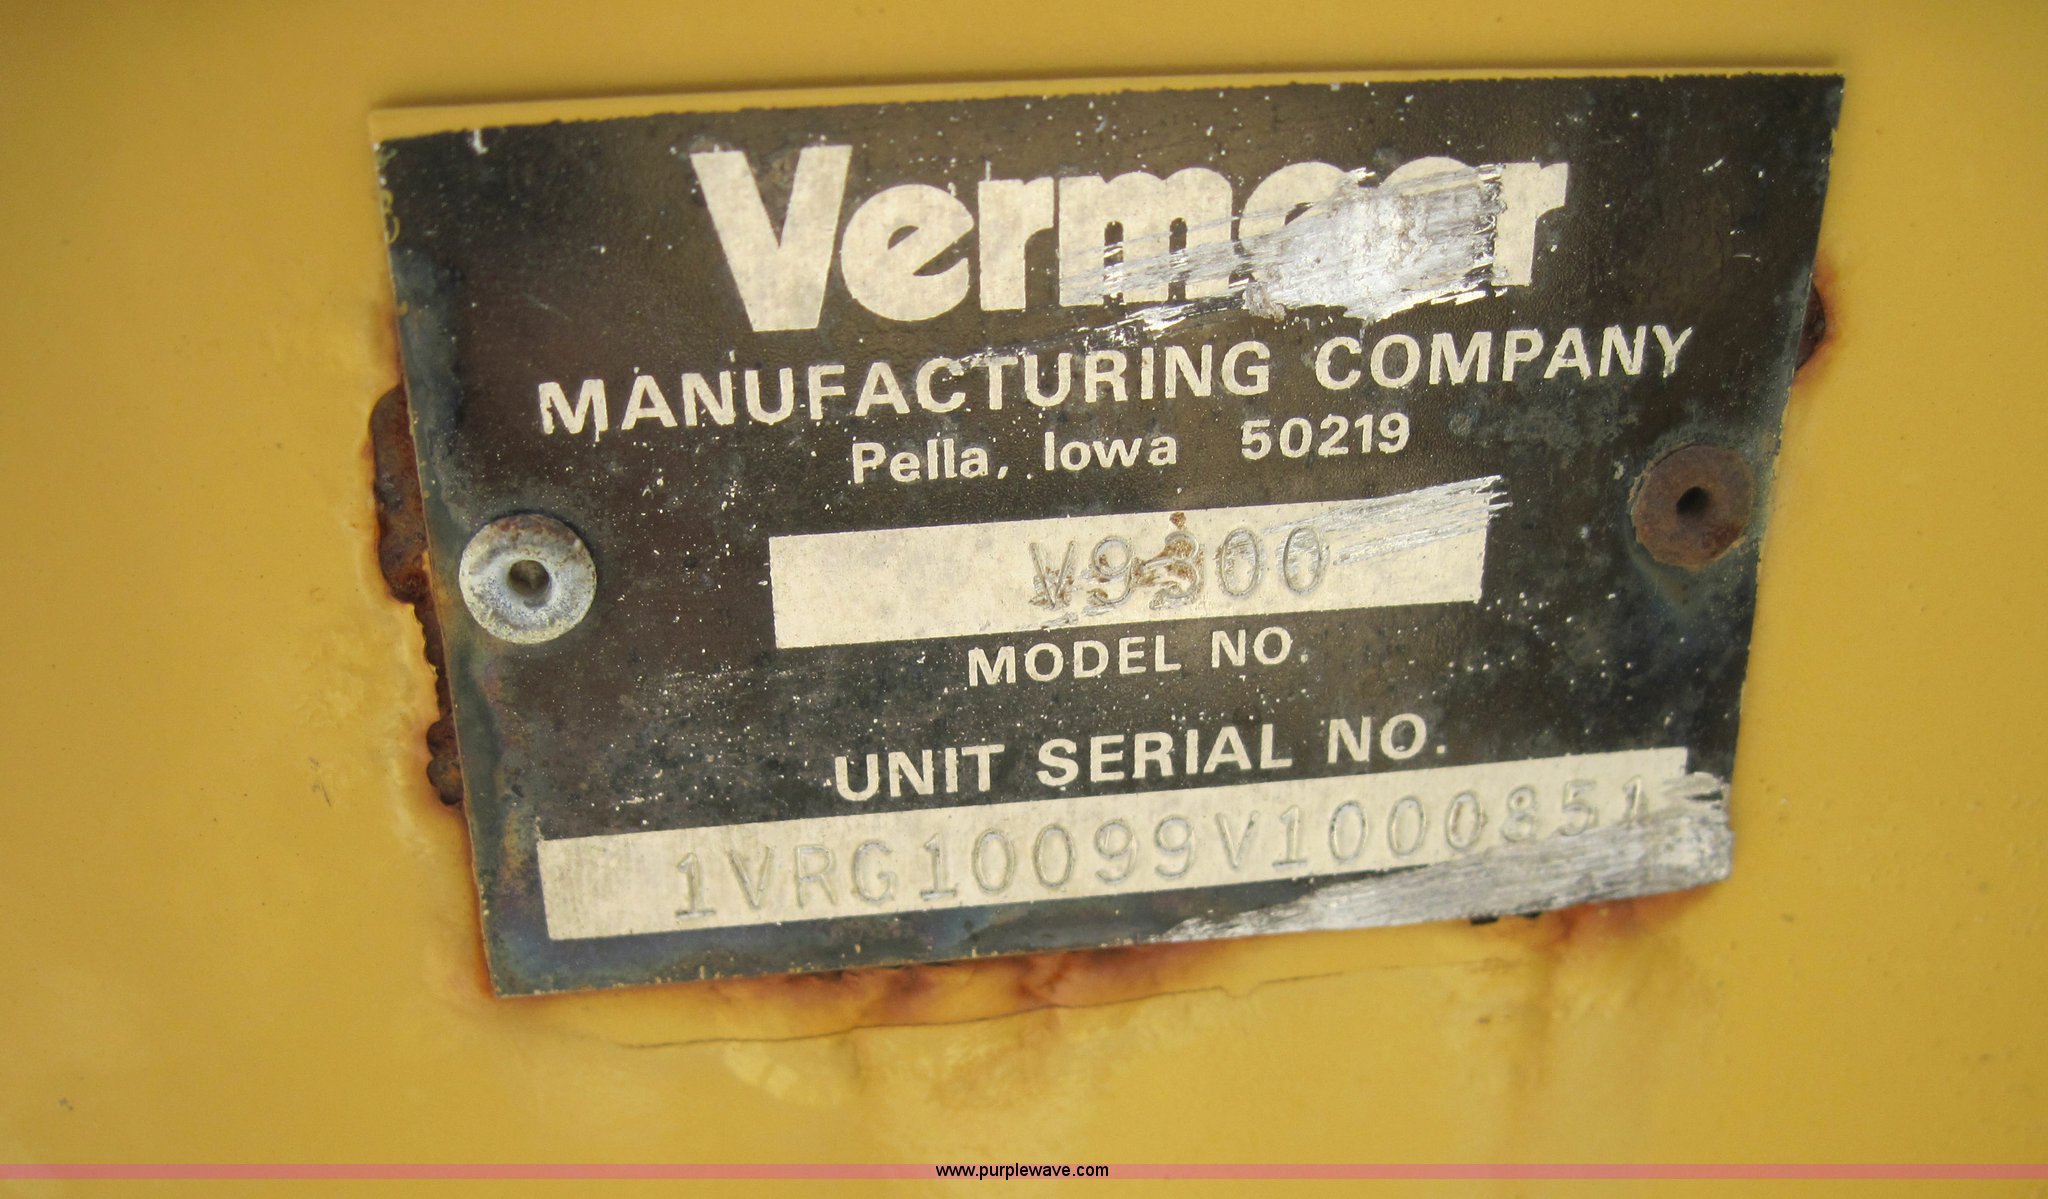 Vermeer
MANUFACTURING COMPANY
Pella, Iowa 50219
V9300
MODEL NO.
UNIT SERIAL NO.
1VRG10099V1000851
www.purplewave.com